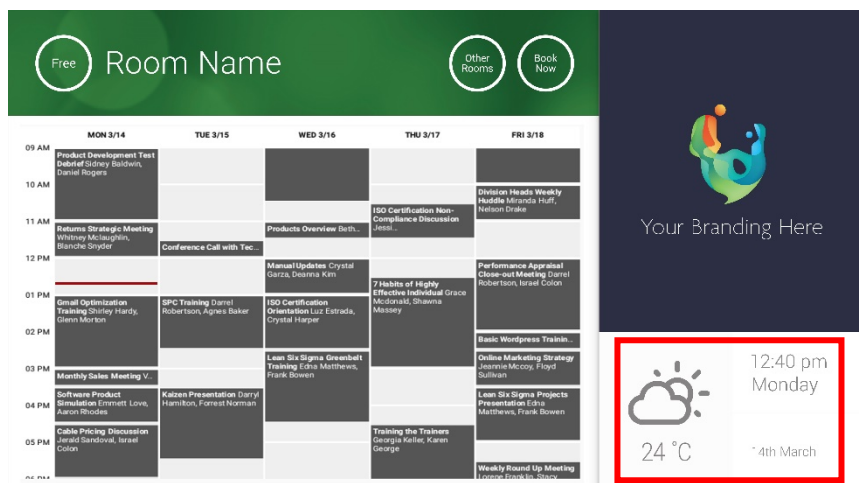 Free
Room Name
Other
Rooms
Book
Now
MON 3/14
TUE 3/15
WED 3/16
THU 3/17
FRI 3/18
09 AM
Product Development Test
Debrief Sidney Baldwin,
Daniel Rogers
10 AM
Division Heads Weekly
Huddle Miranda Huff,
Nelson Drake
ISO Certification Non-
Compliance Discussion
Jessi...
11 AM
Returns Strategic Meeting
Whitney Mclaughlin,
Blanche Snyder
Conference Call with Tec...
Products Overview Beth...
12 PM
Manual Updates Crystal
Garza, Deanna Kim
Performance Appraisal
Close-out Meeting Darrel
Robertson, Israel Colon
7 Habits of Highly
Effective Individual Grace
Mcdonald, Shawna
Massey
01 PM
Gmail Optimization
Training Shirley Hardy,
Glenn Morton
SPC Training Darrel
Robertson, Agnes Baker
ISO Certification
Orientation Luz Estrada,
Crystal Harper
02 PM
Basic Wordpress Trainin...
Lean Six Sigma Greenbelt
Training Edna Matthews,
Frank Bowen
Online Marketing Strategy
Jeannie Mccoy, Floyd
Sullivan
03 PM
Monthly Sales Meeting V...
Software Product
Simulation Emmett Love,
Aaron Rhodes
Kaizen Presentation Darryl
Hamilton, Forrest Norman
Lean Six Sigma Projects
Presentation Edna
Matthews, Frank Bowen
04 PM
Cable Pricing Discussion
Jerald Sandoval, Israel
Colon
Training the Trainers
Georgia Keller, Karen
George
05 PM
Weekly Round Up Meeting
Lorene Franklin, Stacy
06 PM
Your Branding Here
12:40 pm
Monday
24 °C
14th March